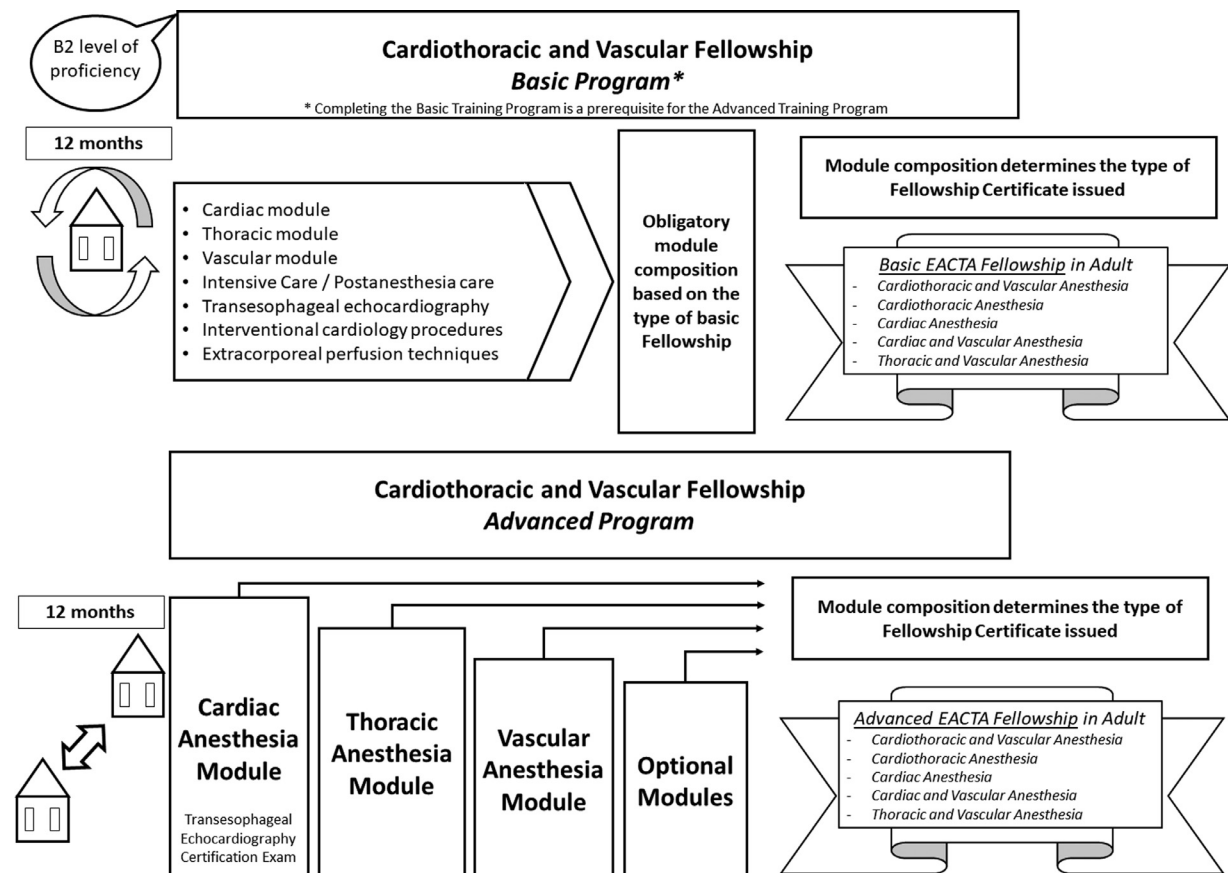 B2 level of
proficiency
Cardiothoracic and Vascular Fellowship
Basic Program*
* Completing the Basic Training Program is a prerequisite for the Advanced Training Program
12 months
• Cardiac module
• Thoracic module
• Vascular module
• Intensive Care / Postanesthesia care
• Transesophageal echocardiography
• Interventional cardiology procedures
• Extracorporeal perfusion techniques
Obligatory
module
composition
based on the
type of basic
Fellowship
Module composition determines the type of
Fellowship Certificate issued
Basic EACTA Fellowship in Adult
- Cardiothoracic and Vascular Anesthesia
- Cardiothoracic Anesthesia
- Cardiac Anesthesia
- Cardiac and Vascular Anesthesia
- Thoracic and Vascular Anesthesia
Cardiothoracic and Vascular Fellowship
Advanced Program
12 months
Cardiac
Anesthesia
Module
Transesophageal
Echocardiography
Certification Exam
Thoracic
Anesthesia
Module
Vascular
Anesthesia
Module
Optional
Modules
Module composition determines the type of
Fellowship Certificate issued
Advanced EACTA Fellowship in Adult
- Cardiothoracic and Vascular Anesthesia
- Cardiothoracic Anesthesia
- Cardiac Anesthesia
- Cardiac and Vascular Anesthesia
- Thoracic and Vascular Anesthesia